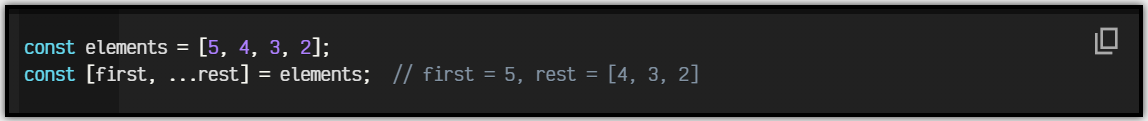 const elements = [5, 4, 3, 2];
const [first, ...rest] = elements;  // first = 5, rest = [4, 3, 2]